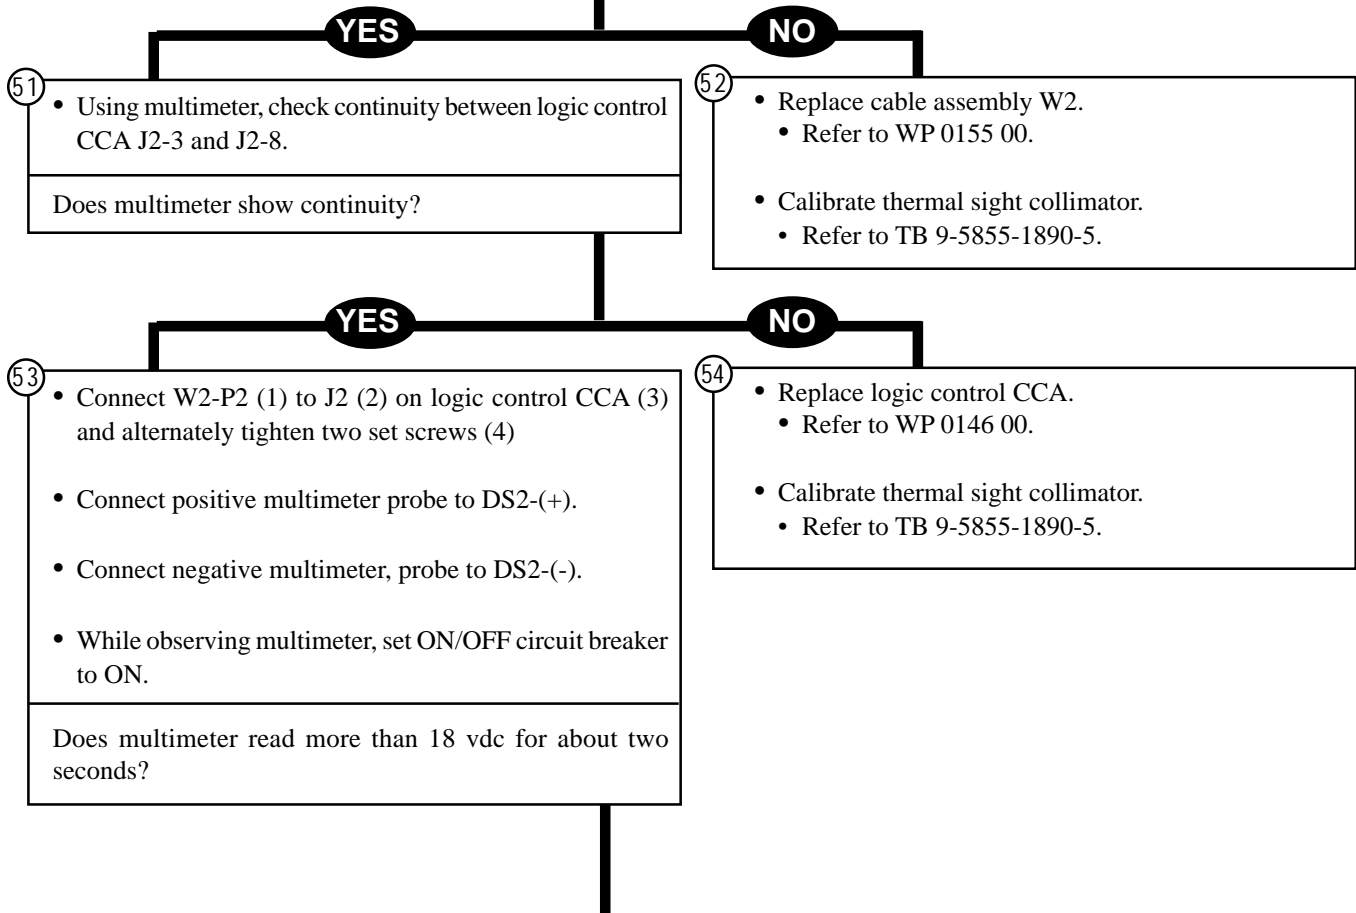 YES
NO
51
• Using multimeter, check continuity between logic control
CCA J2-3 and J2-8.
Does multimeter show continuity?
52
• Replace cable assembly W2.
• Refer to WP 0155 00.
• Calibrate thermal sight collimator.
• Refer to TB 9-5855-1890-5.
YES
NO
53
• Connect W2-P2 (1) to J2 (2) on logic control CCA (3)
and alternately tighten two set screws (4)
• Connect positive multimeter probe to DS2-(+).
• Connect negative multimeter, probe to DS2-(-).
• While observing multimeter, set ON/OFF circuit breaker
to ON.
Does multimeter read more than 18 vdc for about two
seconds?
54
• Replace logic control CCA.
• Refer to WP 0146 00.
• Calibrate thermal sight collimator.
• Refer to TB 9-5855-1890-5.